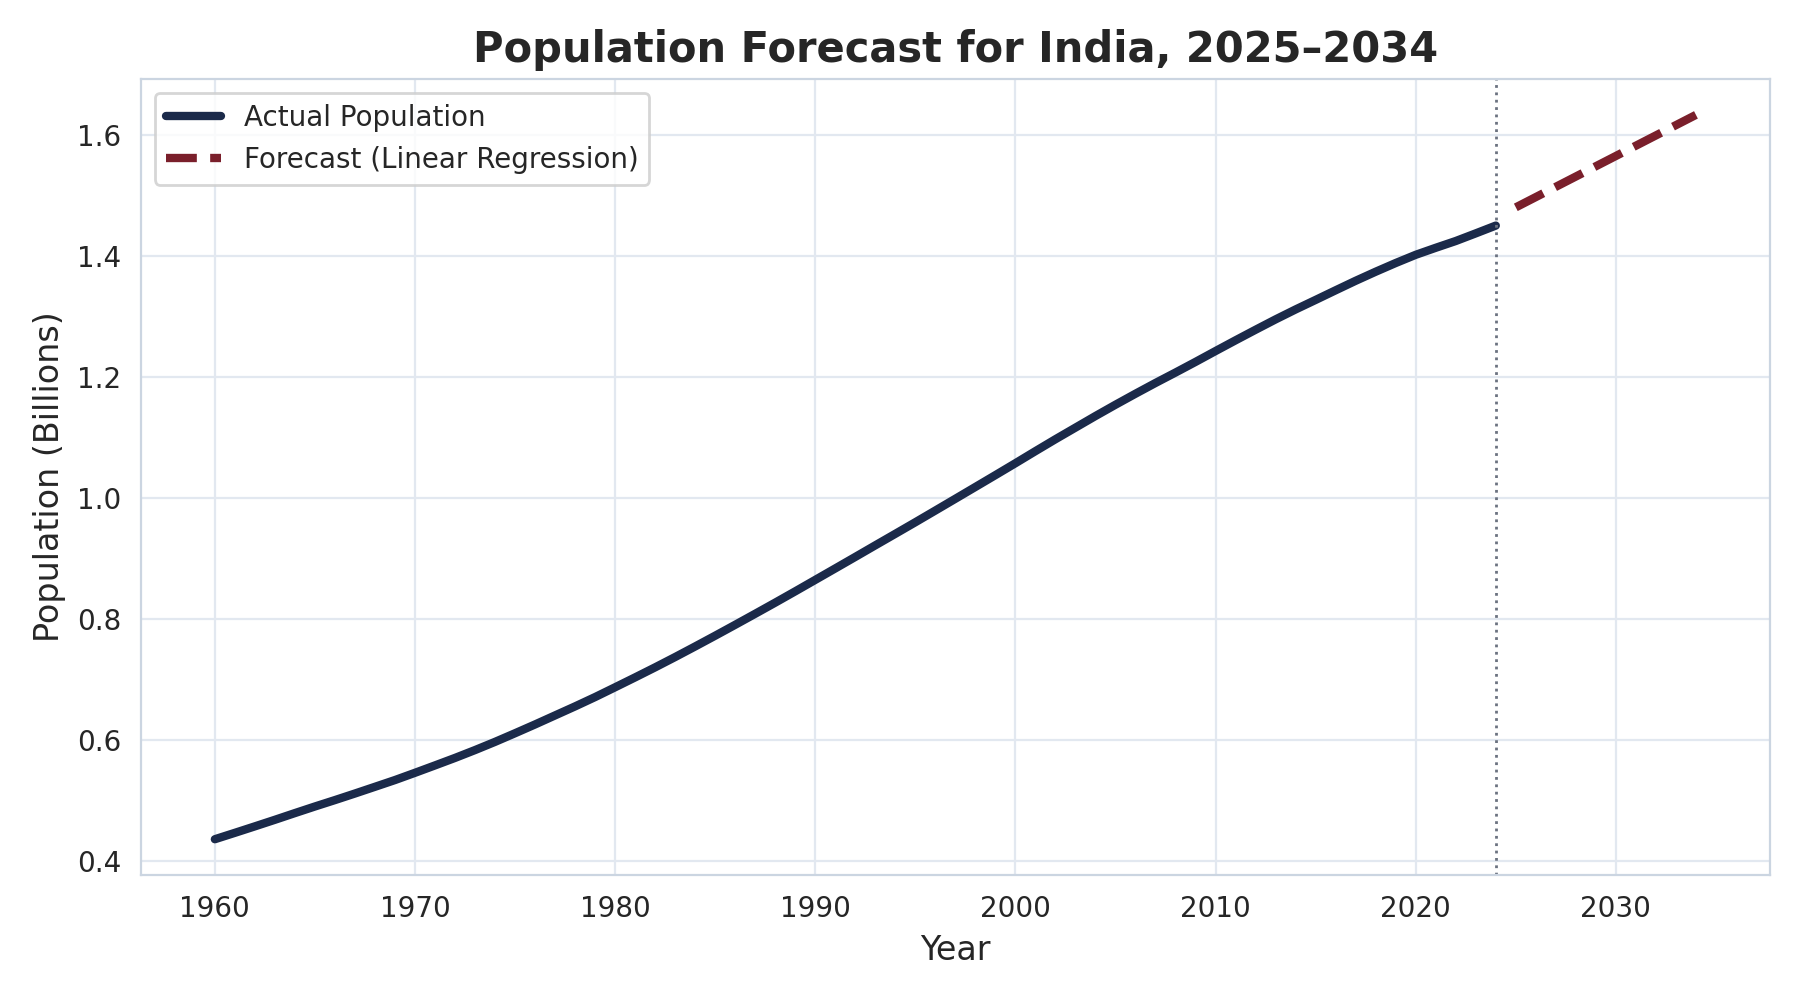 Population Forecast for India, 2025–2034
Actual Population
Forecast (Linear Regression)
Population (Billions)
1.6
1.4
1.2
1.0
0.8
0.6
0.4
1960 1970 1980 1990 2000 2010 2020 2030
Year